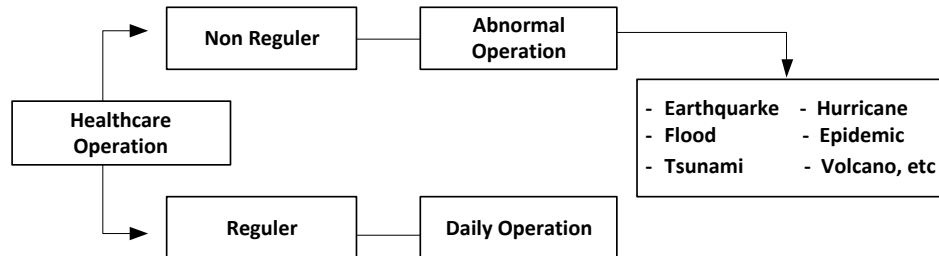 Non Reguler
Abnormal
Operation
Healthcare
Operation
- Earthquarke - Hurricane
- Flood - Epidemic
- Tsunami - Volcano, etc
Reguler
Daily Operation